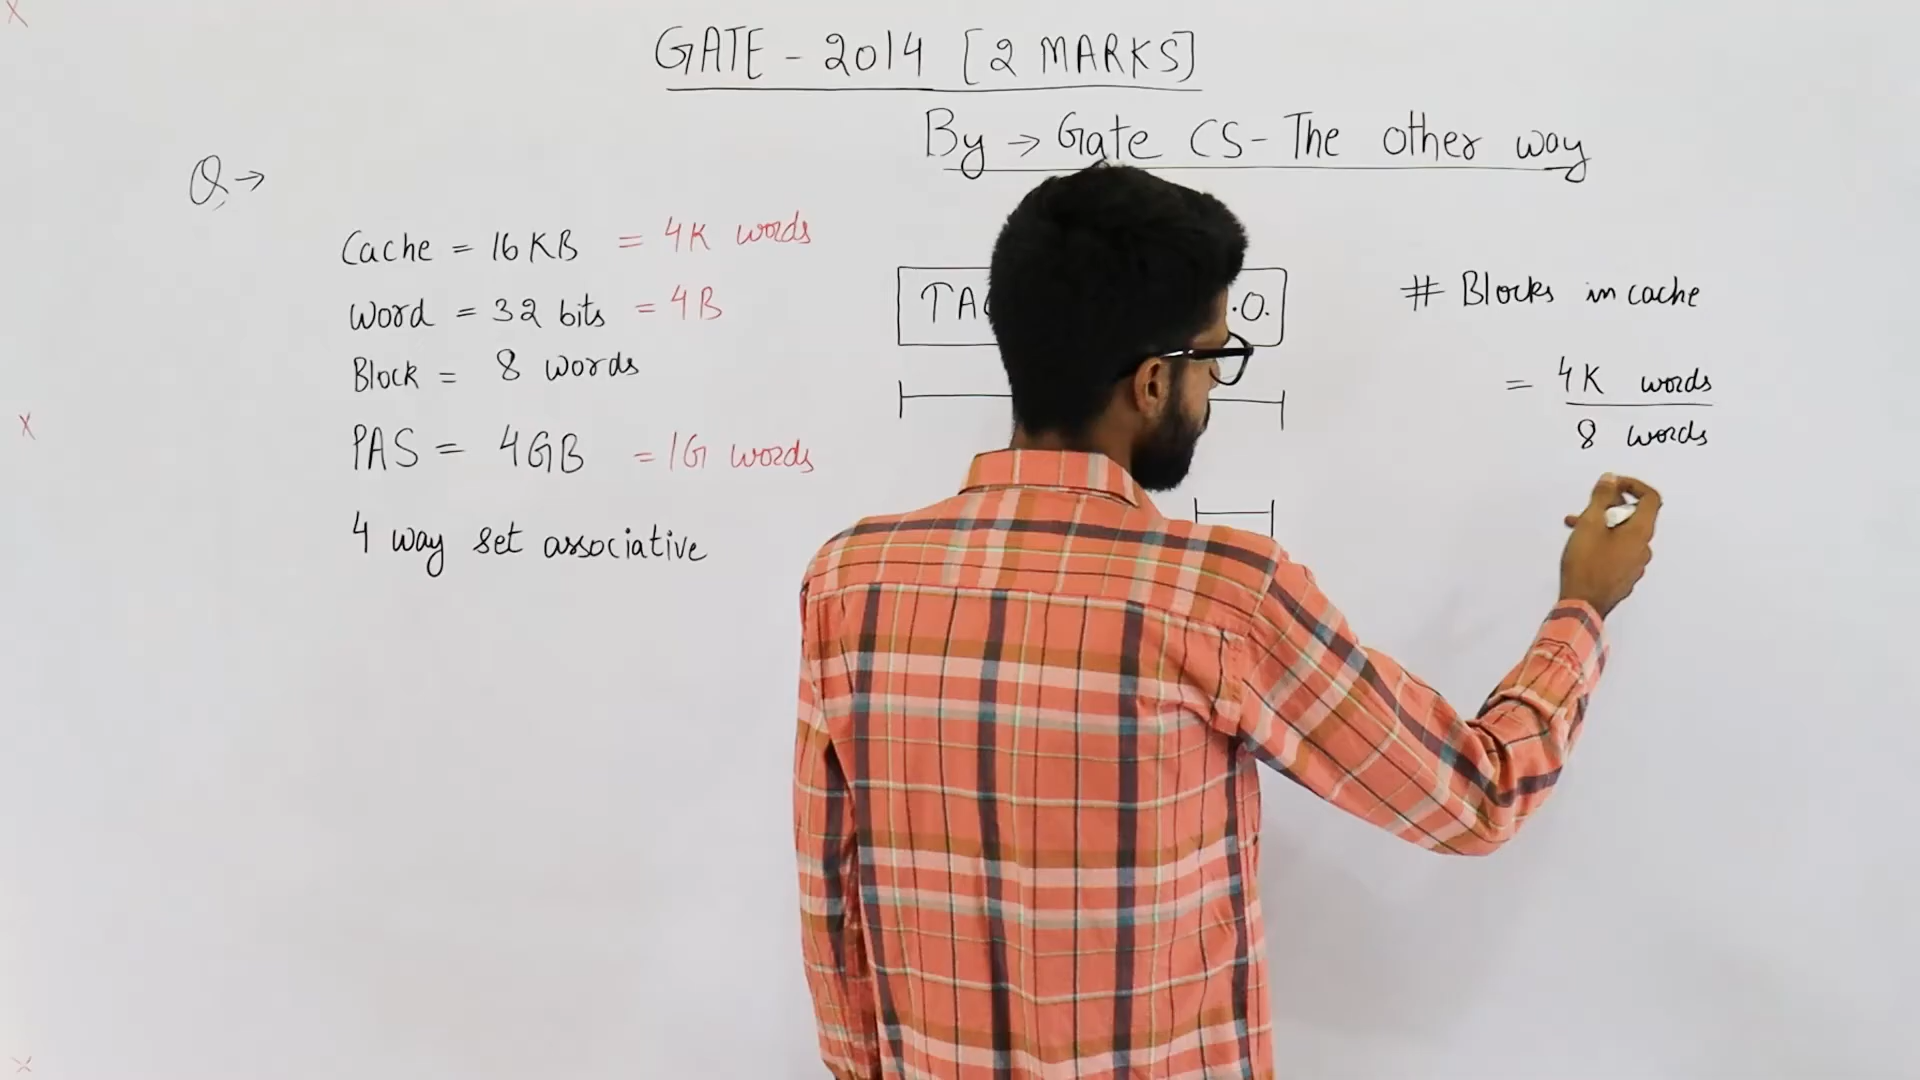 GATE - 2014 [2 MARKS]
By → Gate CS - The other way
Q →
Cache = 16 KB = 4K words
Word = 32 bits = 4B
Block = 8 words
PAS = 4GB = 1G words
4 way set associative
.O.
# Blocks in cache
= 4K words
8 words